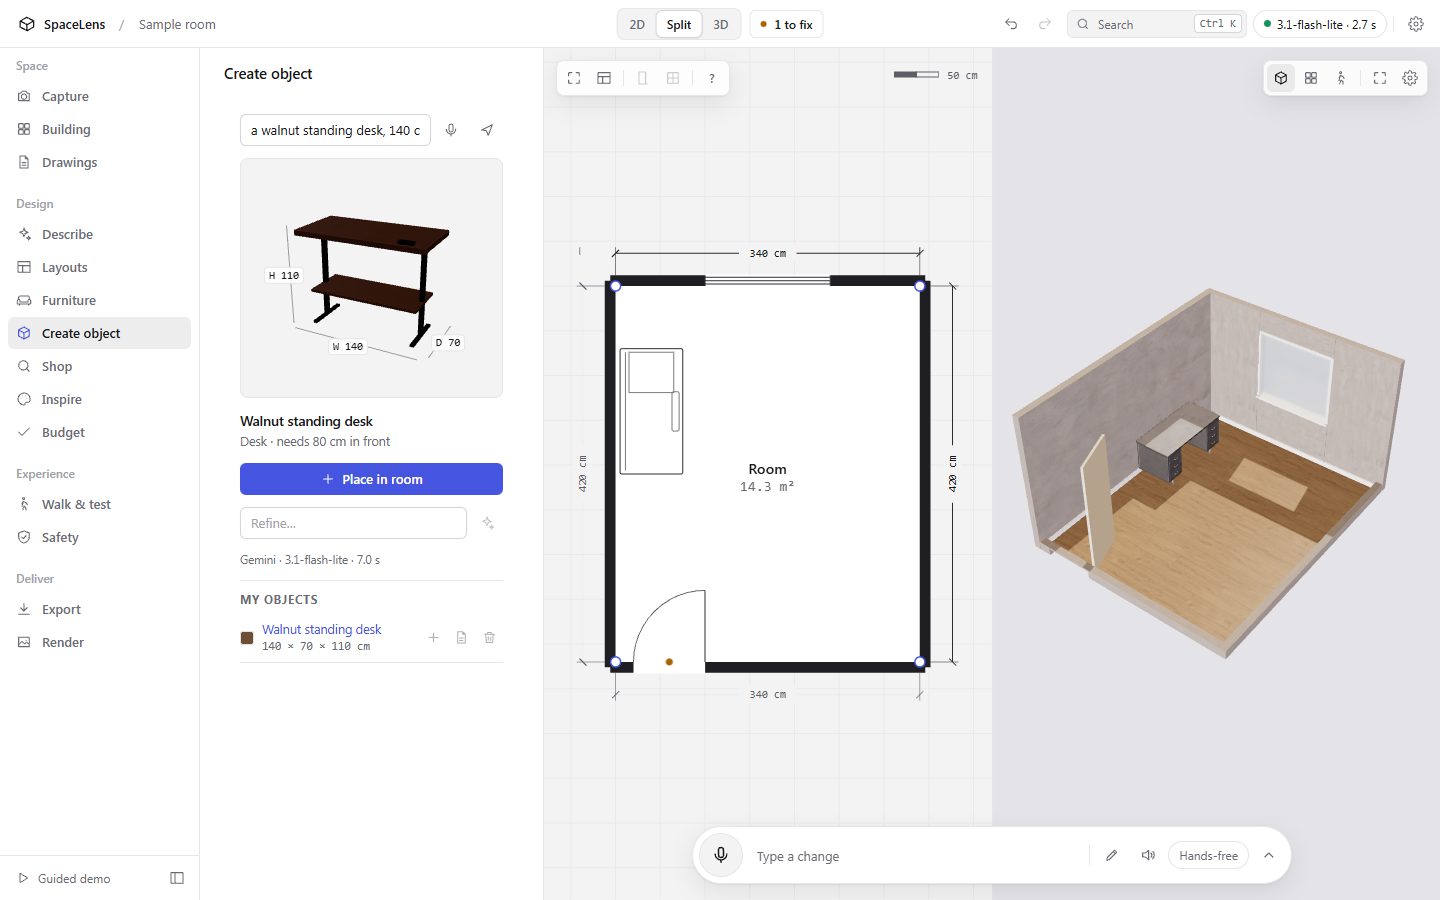 SpaceLens / Sample room
2D Split 3D
1 to fix
Search Ctrl K
3.1-flash-lite · 2.7 s
Space
Capture
Building
Drawings
Design
Describe
Layouts
Furniture
Create object
Shop
Inspire
Budget
Experience
Walk & test
Safety
Deliver
Export
Render
Guided demo
Create object
a walnut standing desk, 140 c
H 110
W 140
D 70
Walnut standing desk
Desk · needs 80 cm in front
+ Place in room
Refine...
Gemini · 3.1-flash-lite · 7.0 s
MY OBJECTS
Walnut standing desk
140 × 70 × 110 cm
?
50 cm
340 cm
420 cm
Room
14.3 m²
420 cm
340 cm
Type a change
Hands-free